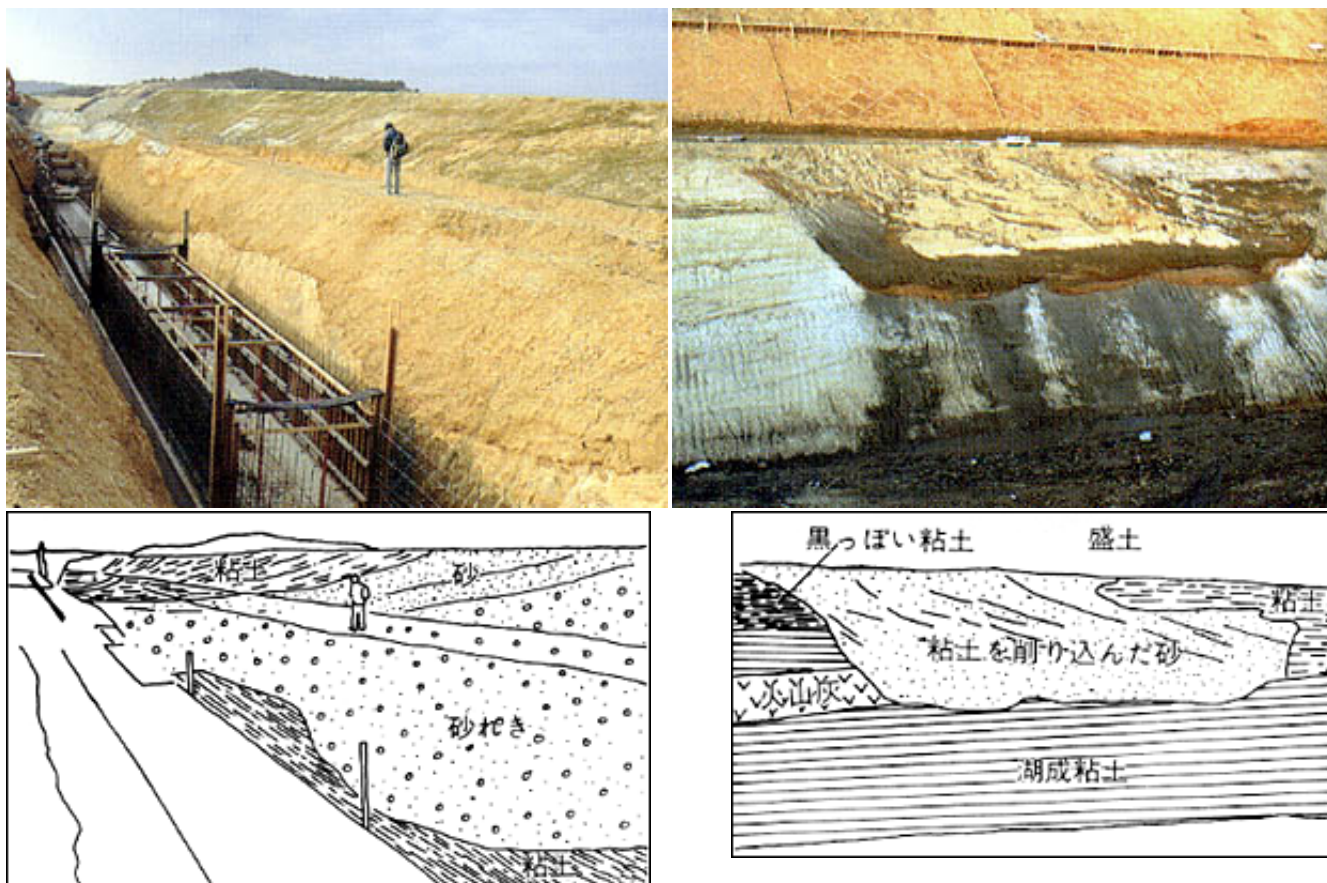 粘土
砂
砂れき
粘土
黒っぽい粘土
盛土
粘土
粘土を削り込んだ砂
火山灰
湖成粘土